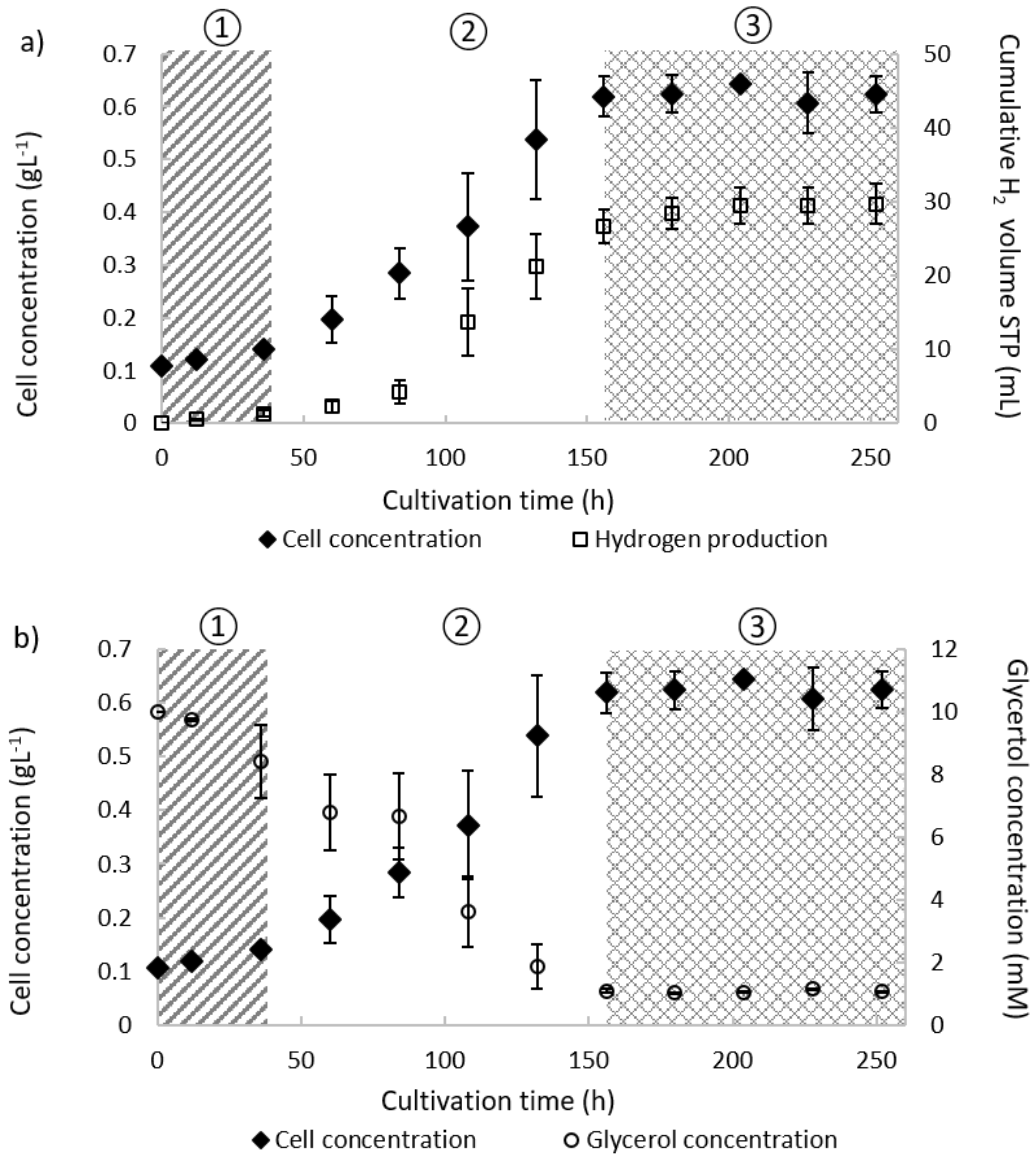 a)
① ② ③
0.7
0.6
0.5
0.4
0.3
0.2
0.1
0
Cell concentration (gL⁻¹)
50
40
30
20
10
0
Cumulative H₂ volume STP (mL)
0 50 100 150 200 250
Cultivation time (h)
◆ Cell concentration □ Hydrogen production
b)
① ② ③
0.7
0.6
0.5
0.4
0.3
0.2
0.1
0
Cell concentration (gL⁻¹)
12
10
8
6
4
2
0
Glycertol concentration (mM)
0 50 100 150 200 250
Cultivation time (h)
◆ Cell concentration ○ Glycerol concentration